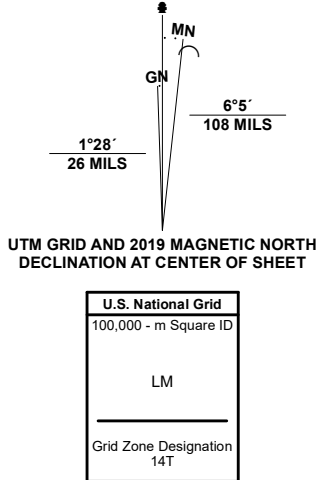 MN
GN
6°5´
108 MILS
1°28´
26 MILS
UTM GRID AND 2019 MAGNETIC NORTH
DECLINATION AT CENTER OF SHEET
U.S. National Grid
100,000 - m Square ID
LM
Grid Zone Designation
14T